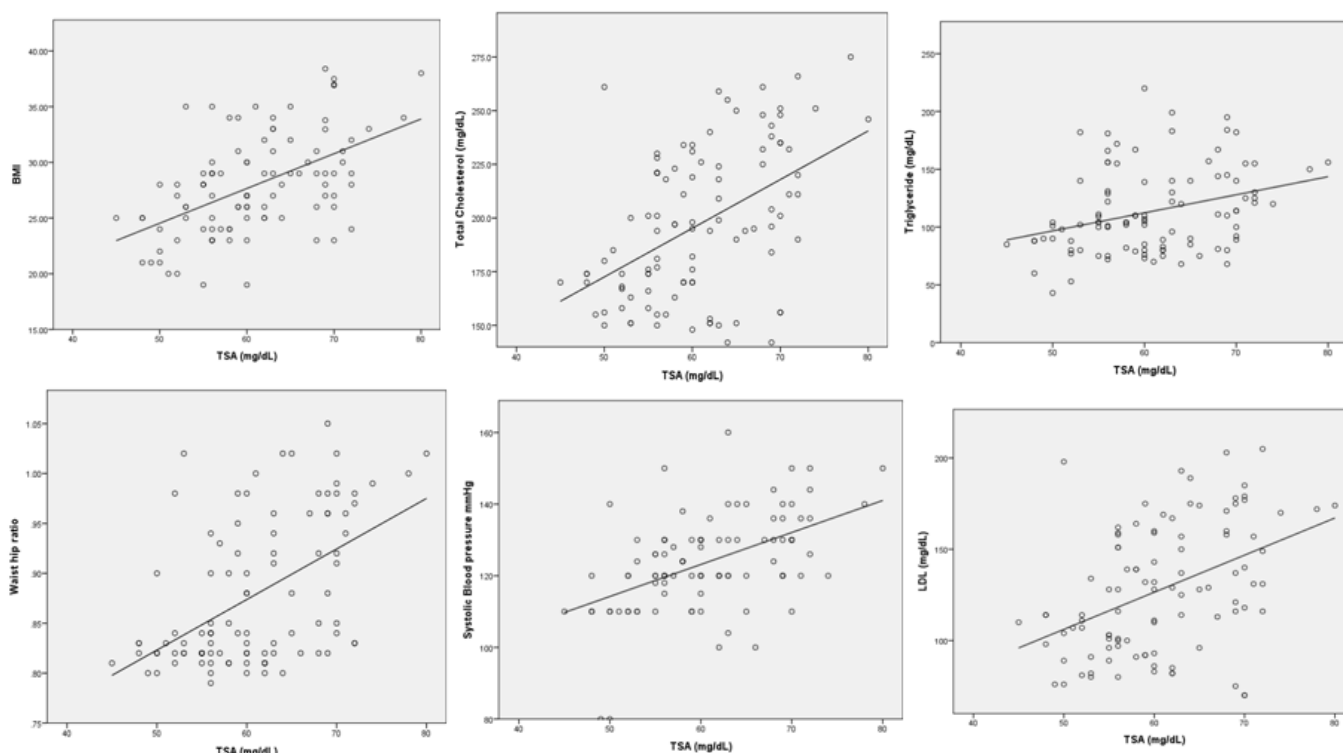 40.00
35.00
30.00
25.00
20.00
15.00
BMI
40 50 60 70 80
TSA (mg/dL)
275.0
250.0
225.0
200.0
175.0
150.0
Total Cholesterol (mg/dL)
40 50 60 70 80
TSA (mg/dL)
250
200
150
100
50
0
Triglyceride (mg/dL)
40 50 60 70 80
TSA (mg/dL)
1.05
1.00
.95
.90
.85
.80
.75
Waist hip ratio
40 50 60 70 80
TSA (mg/dL)
160
140
120
100
80
Systolic Blood pressure mmHg
40 50 60 70 80
TSA (mg/dL)
200
150
100
50
LDL (mg/dL)
40 50 60 70 80
TSA (mg/dL)